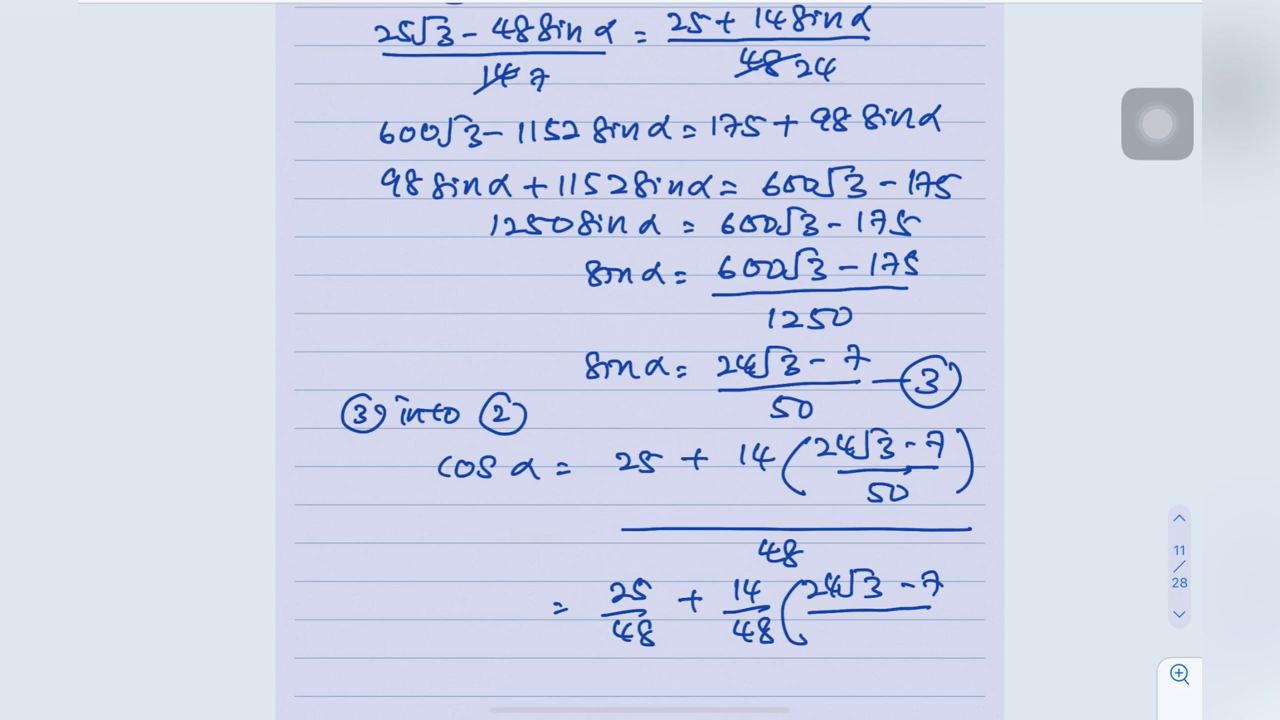 25√3 - 48 sin α / 14 7 = 25 + 14 sin α / 48 24
600√3 - 1152 sin α = 175 + 98 sin α
98 sin α + 1152 sin α = 600√3 - 175
1250 sin α = 600√3 - 175
sin α = 600√3 - 175 / 1250
sin α = 24√3 - 7 / 50 — ③
③ into ②
cos α = 25 + 14 (24√3 - 7 / 50) / 48
= 25/48 + 14/48 (24√3 - 7
11
/
28